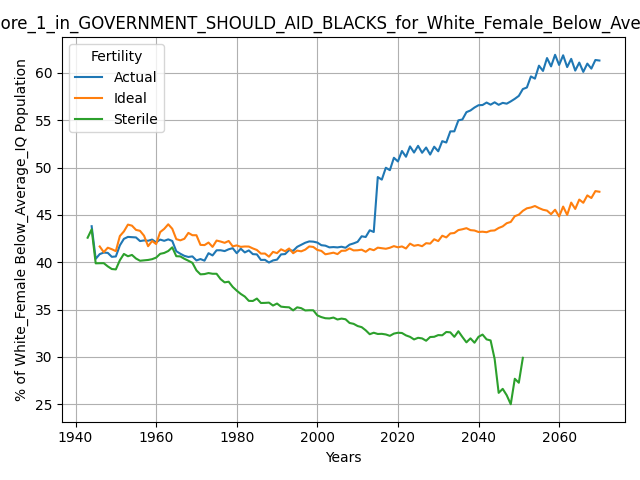 ore_1_in_GOVERNMENT_SHOULD_AID_BLACKS_for_White_Female_Below_Ave
Fertility
Actual
Ideal
Sterile
% of White_Female Below_Average_IQ Population
60
55
50
45
40
35
30
25
1940 1960 1980 2000 2020 2040 2060
Years